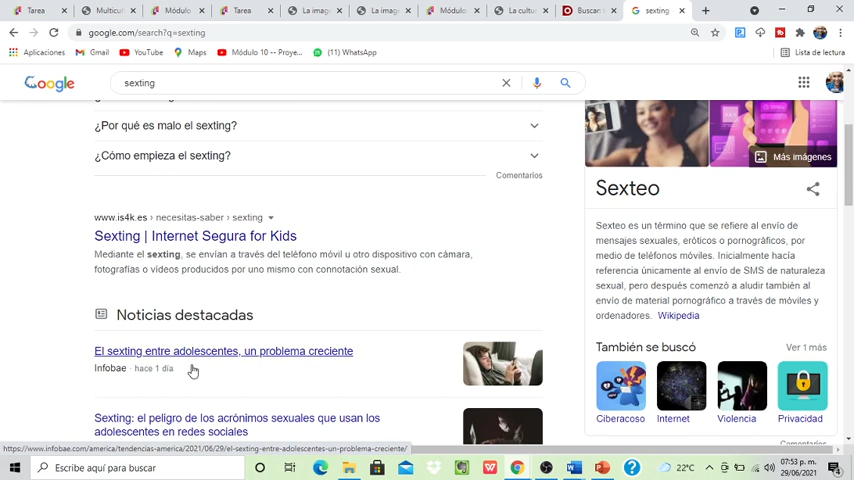 Tarea
Multicul
Módulo
Tarea
La imag
La imag
Módulo
La cultu
Buscan t
sexting
google.com/search?q=sexting
Aplicaciones
Gmail
YouTube
Maps
Módulo 10 -- Proye...
(11) WhatsApp
Lista de lectura
Google
sexting
¿Por qué es malo el sexting?
¿Cómo empieza el sexting?
Comentarios
www.is4k.es › necesitas-saber › sexting
Sexting | Internet Segura for Kids
Mediante el sexting, se envían a través del teléfono móvil u otro dispositivo con cámara,
fotografías o vídeos producidos por uno mismo con connotación sexual.
Noticias destacadas
El sexting entre adolescentes, un problema creciente
Infobae · hace 1 día
Sexting: el peligro de los acrónimos sexuales que usan los
adolescentes en redes sociales
Más imágenes
Sexteo
Sexteo es un término que se refiere al envío de
mensajes sexuales, eróticos o pornográficos, por
medio de teléfonos móviles. Inicialmente hacía
referencia únicamente al envío de SMS de naturaleza
sexual, pero después comenzó a aludir también al
envío de material pornográfico a través de móviles y
ordenadores. Wikipedia
También se buscó
Ver 1 más
Ciberacoso
Internet
Violencia
Privacidad
Comentarios
https://www.infobae.com/america/tendencias-america/2021/06/29/el-sexting-entre-adolescentes-un-problema-creciente/
Escribe aquí para buscar
22°C
07:53 p. m.
29/06/2021
4